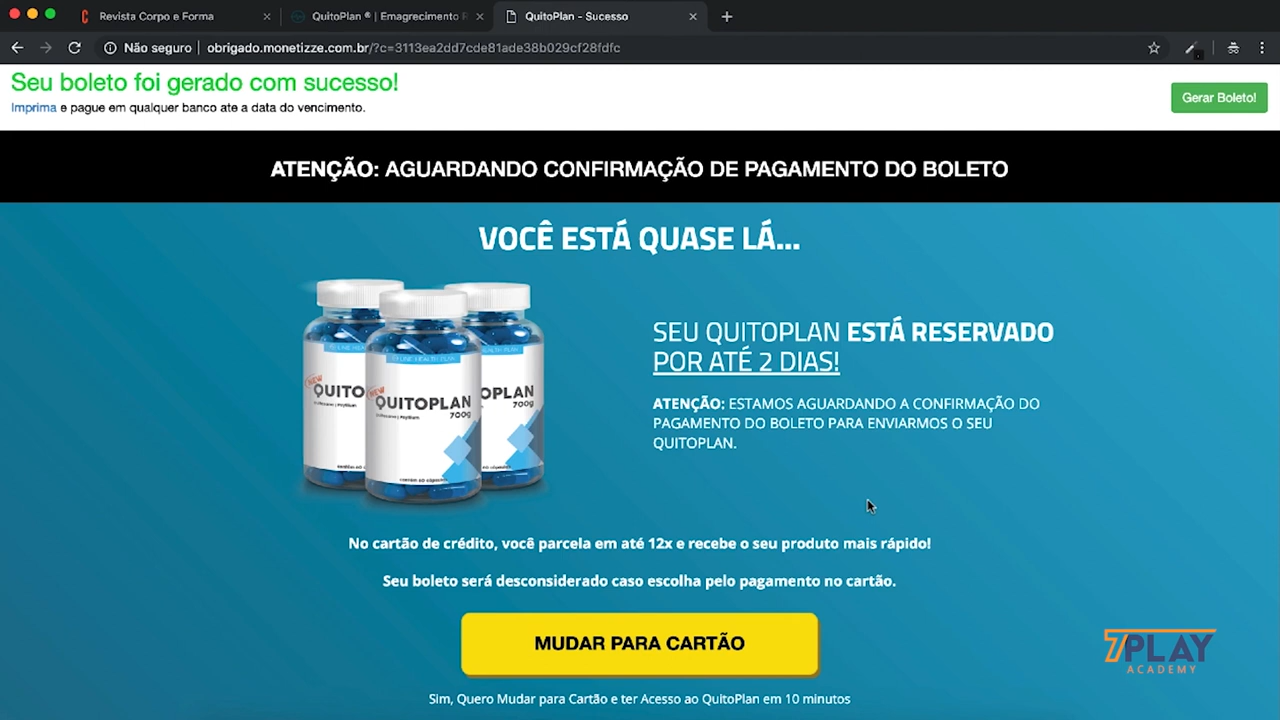 Revista Corpo e Forma
QuitoPlan ® | Emagrecimento R
QuitoPlan - Sucesso
Não seguro | obrigado.monetizze.com.br/?c=3113ea2dd7cde81ade38b029cf28fdfc
Seu boleto foi gerado com sucesso!
Imprima e pague em qualquer banco ate a data do vencimento.
Gerar Boleto!
ATENÇÃO: AGUARDANDO CONFIRMAÇÃO DE PAGAMENTO DO BOLETO
VOCÊ ESTÁ QUASE LÁ...
NEW
QUITO
NEW
QUITOPLAN
700g
OPLAN
700g
SEU QUITOPLAN ESTÁ RESERVADO
POR ATÉ 2 DIAS!
ATENÇÃO: ESTAMOS AGUARDANDO A CONFIRMAÇÃO DO
PAGAMENTO DO BOLETO PARA ENVIARMOS O SEU
QUITOPLAN.
No cartão de crédito, você parcela em até 12x e recebe o seu produto mais rápido!
Seu boleto será desconsiderado caso escolha pelo pagamento no cartão.
MUDAR PARA CARTÃO
Sim, Quero Mudar para Cartão e ter Acesso ao QuitoPlan em 10 minutos
7PLAY
ACADEMY